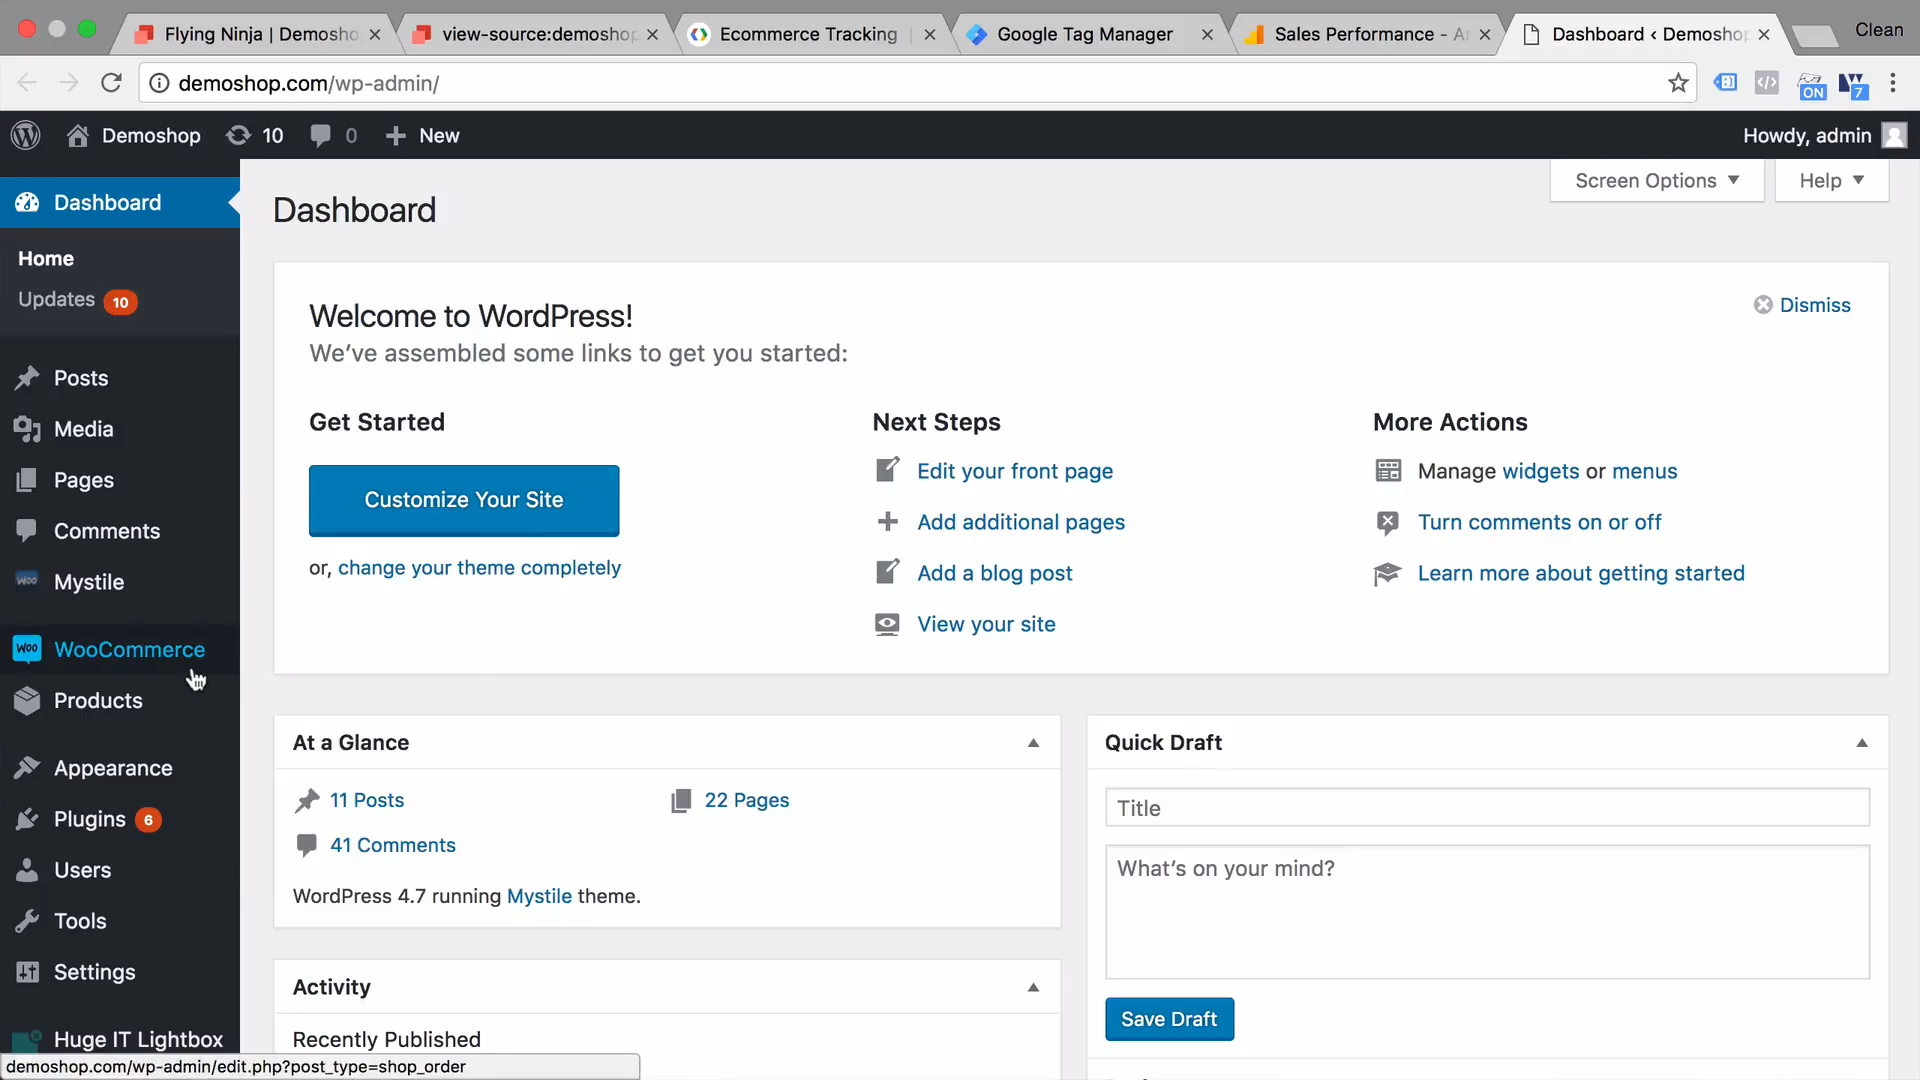 Flying Ninja | Demosho
view-source:demoshop
Ecommerce Tracking
Google Tag Manager
Sales Performance - An
Dashboard ‹ Demoshop
Clean
demoshop.com/wp-admin/
ON
7
Demoshop
10
0
New
Howdy, admin
Dashboard
Home
Updates 10
Posts
Media
Pages
Comments
woo Mystile
Woo WooCommerce
Products
Appearance
Plugins 6
Users
Tools
Settings
Huge IT Lightbox
demoshop.com/wp-admin/edit.php?post_type=shop_order
Screen Options
Help
Dashboard
Welcome to WordPress!
We’ve assembled some links to get you started:
Dismiss
Get Started
Customize Your Site
or, change your theme completely
Next Steps
Edit your front page
Add additional pages
Add a blog post
View your site
More Actions
Manage widgets or menus
Turn comments on or off
Learn more about getting started
At a Glance
11 Posts
22 Pages
41 Comments
WordPress 4.7 running Mystile theme.
Activity
Recently Published
Quick Draft
Title
What’s on your mind?
Save Draft